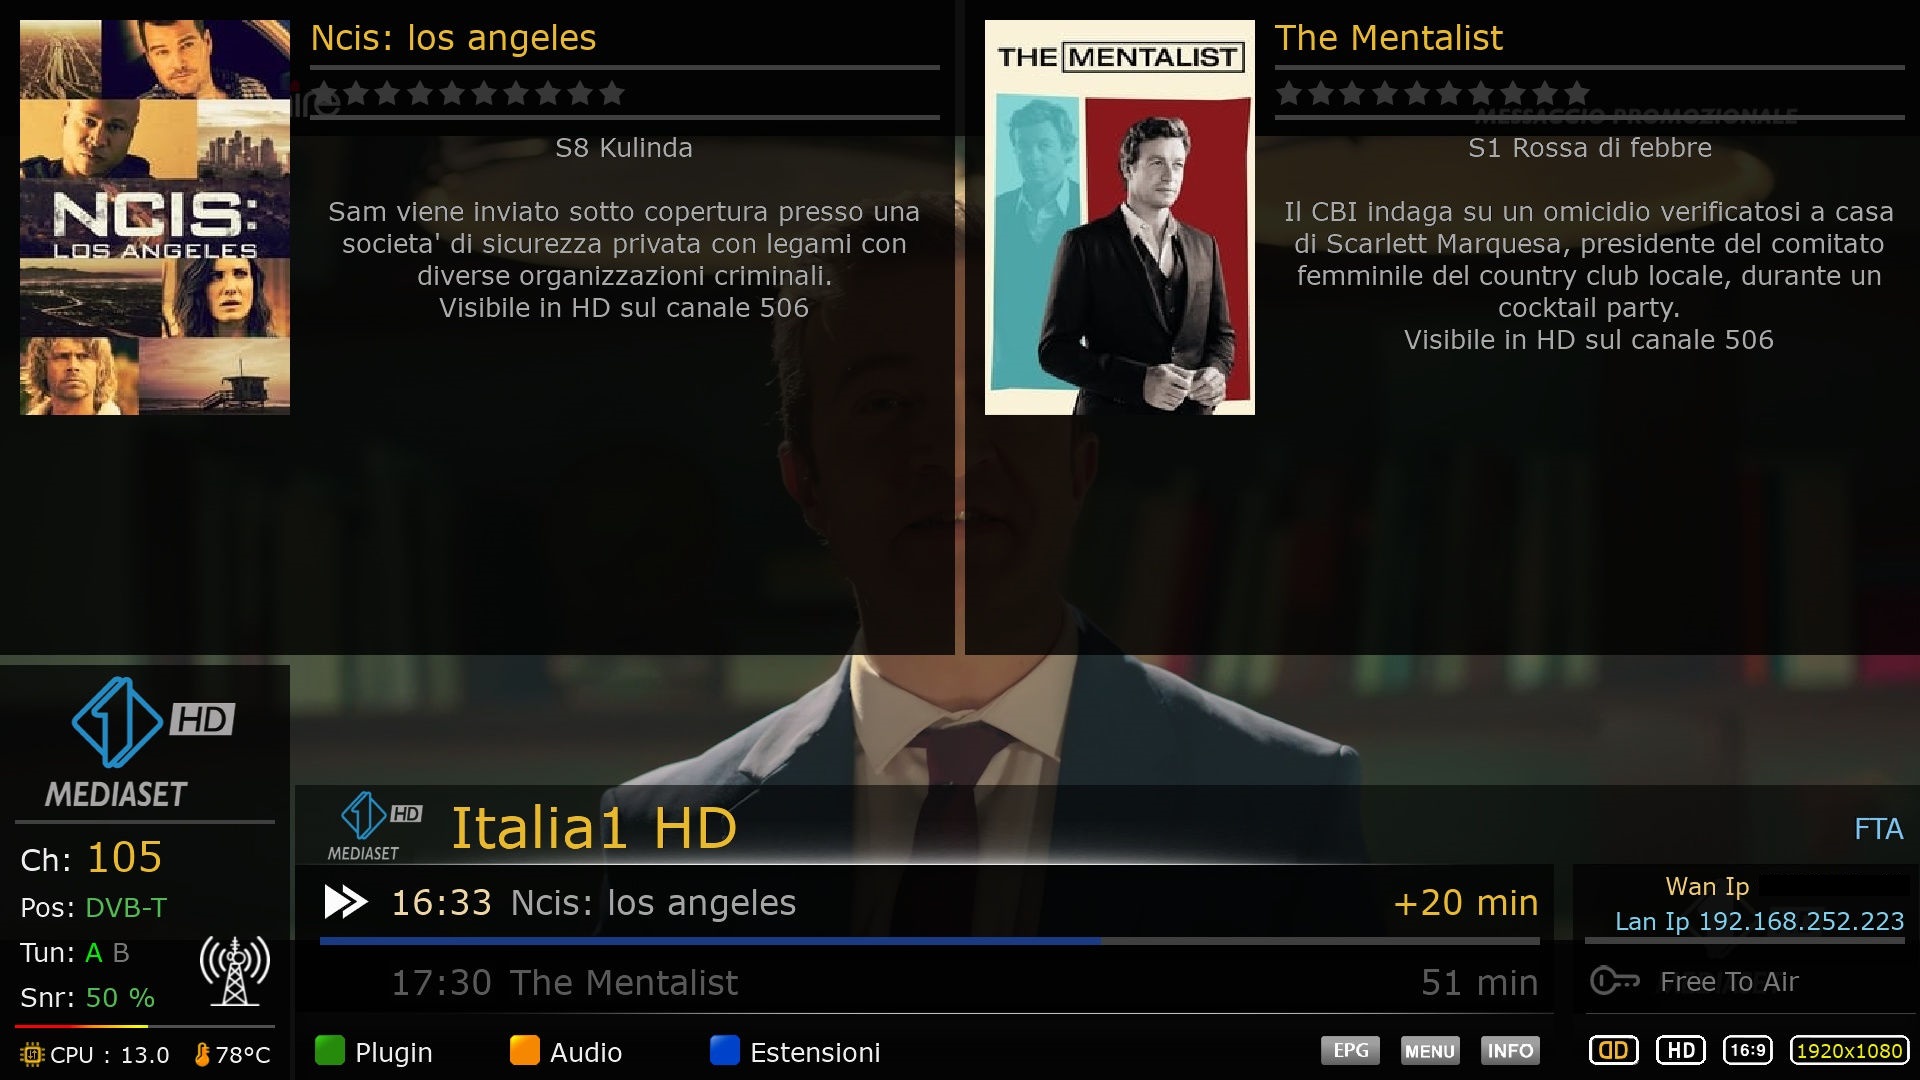 Ncis: los angeles
S8 Kulinda
Sam viene inviato sotto copertura presso una
societa' di sicurezza privata con legami con
diverse organizzazioni criminali.
Visibile in HD sul canale 506
NCIS:
LOS ANGELES
The Mentalist
MESSAGGIO PROMOZIONALE
S1 Rossa di febbre
Il CBI indaga su un omicidio verificatosi a casa
di Scarlett Marquesa, presidente del comitato
femminile del country club locale, durante un
cocktail party.
Visibile in HD sul canale 506
THE MENTALIST
HD
MEDIASET
Ch: 105
Pos: DVB-T
Tun: A B
Snr: 50 %
CPU : 13.0 78°C
HD
MEDIASET
Italia1 HD
FTA
16:33 Ncis: los angeles +20 min
17:30 The Mentalist 51 min
Wan Ip
Lan Ip 192.168.252.223
Free To Air
Plugin Audio Estensioni
EPG MENU INFO
HD 16:9 1920x1080